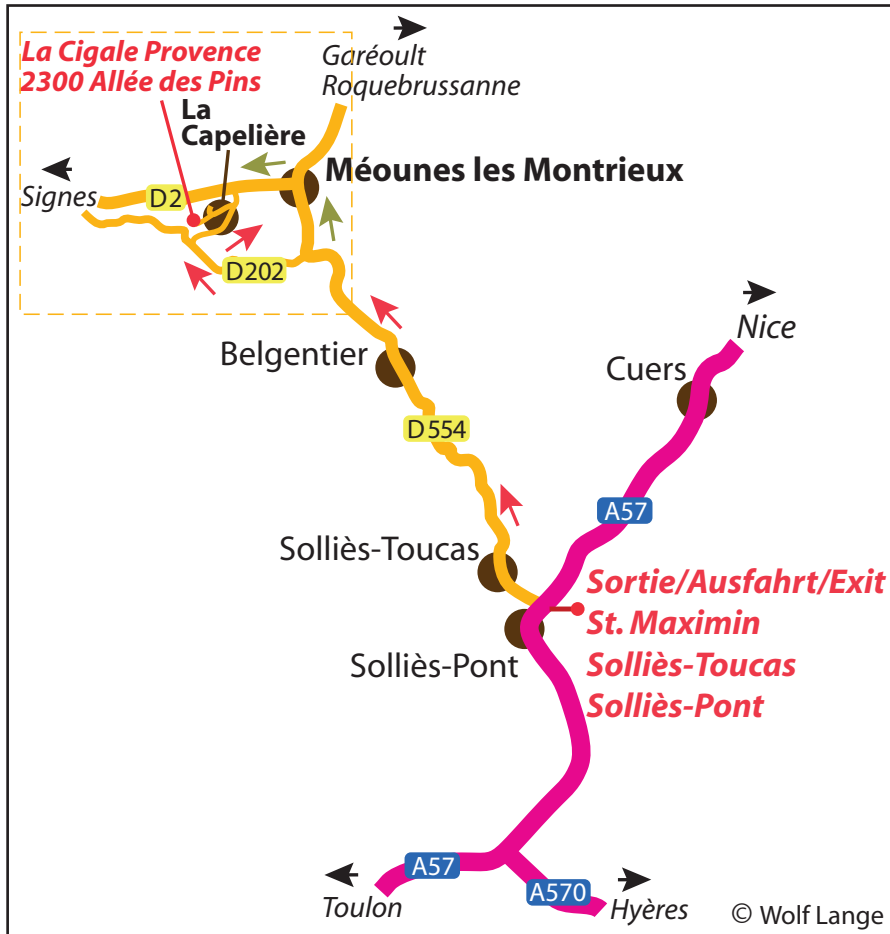 La Cigale Provence
2300 Allée des Pins
Garéoult
Roquebrussanne
La
Capelière
Méounes les Montrieux
Signes
D2
D202
Nice
Belgentier
Cuers
D554
A57
Solliès-Toucas
Sortie/Ausfahrt/Exit
St. Maximin
Solliès-Toucas
Solliès-Pont
Solliès-Pont
A57
A570
Toulon
Hyères
© Wolf Lange